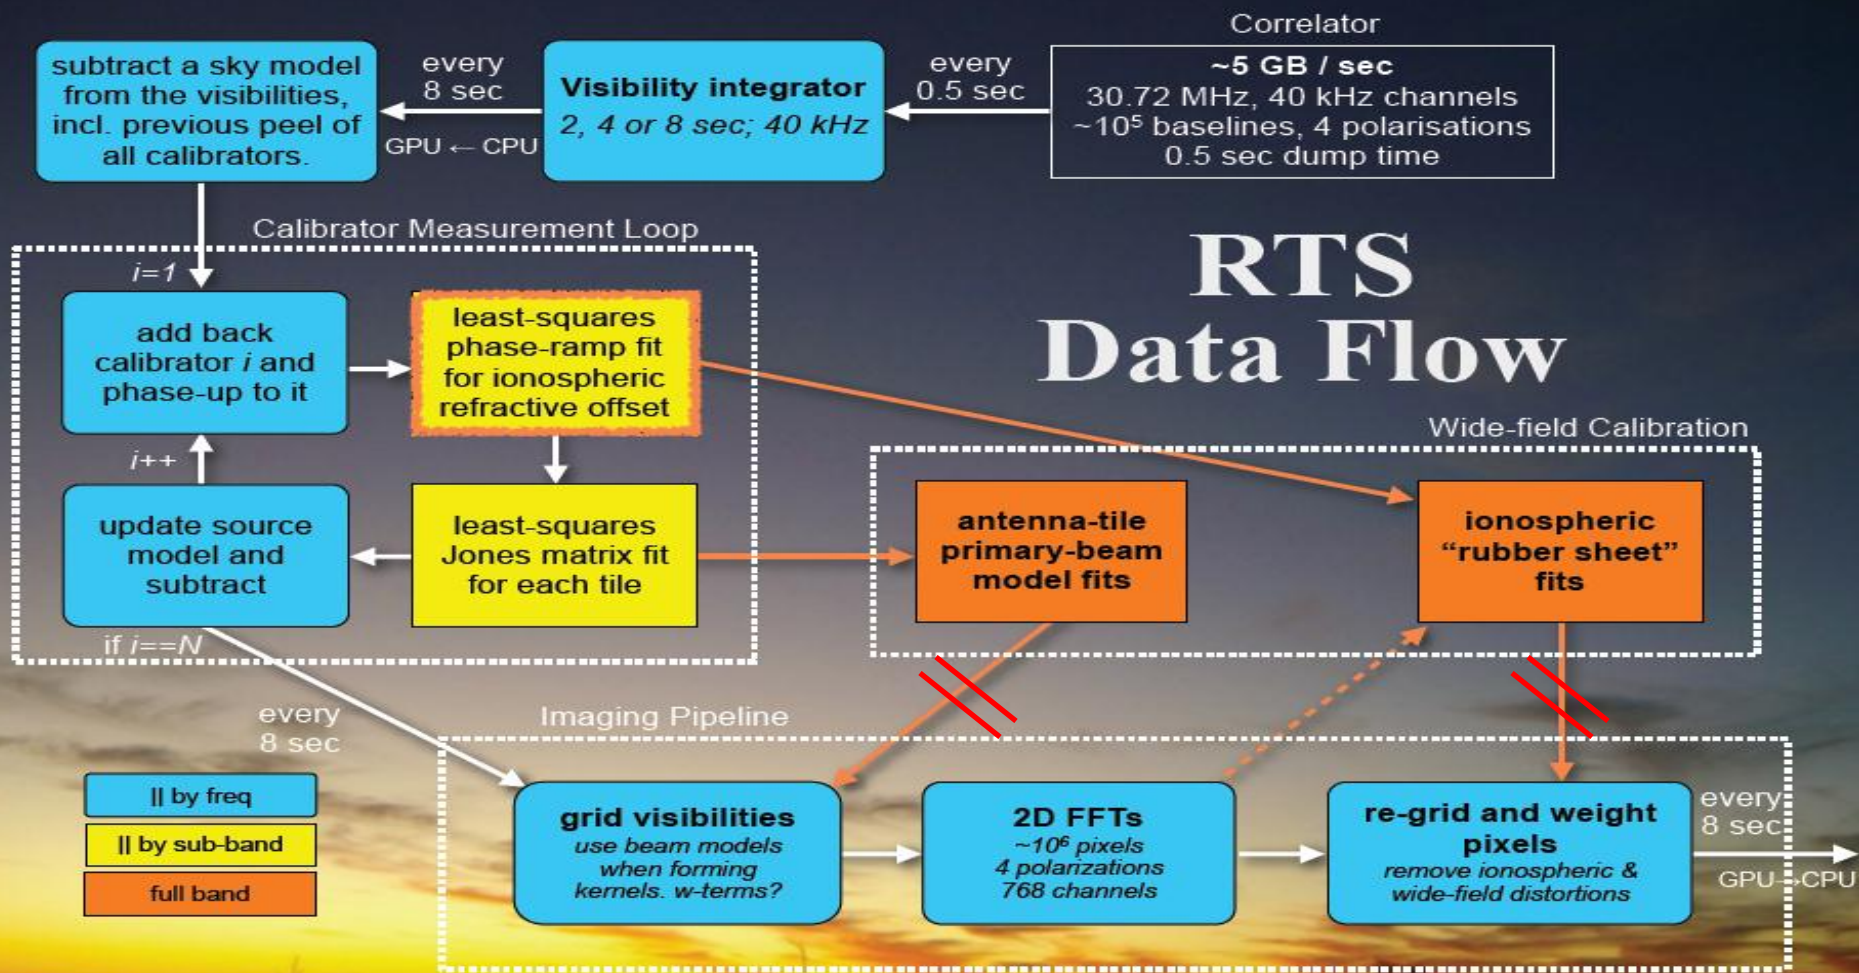 Correlator
~5 GB / sec
30.72 MHz, 40 kHz channels
~10⁵ baselines, 4 polarisations
0.5 sec dump time
every
0.5 sec
Visibility integrator
2, 4 or 8 sec; 40 kHz
every
8 sec
GPU ← CPU
subtract a sky model
from the visibilities,
incl. previous peel of
all calibrators.
RTS
Data Flow
Calibrator Measurement Loop
i=1
add back
calibrator i and
phase-up to it
least-squares
phase-ramp fit
for ionospheric
refractive offset
i++
update source
model and
subtract
least-squares
Jones matrix fit
for each tile
if i==N
Wide-field Calibration
antenna-tile
primary-beam
model fits
ionospheric
“rubber sheet”
fits
every
8 sec
Imaging Pipeline
grid visibilities
use beam models
when forming
kernels. w-terms?
2D FFTs
~10⁶ pixels
4 polarizations
768 channels
re-grid and weight
pixels
remove ionospheric &
wide-field distortions
every
8 sec
GPU→CPU
|| by freq
|| by sub-band
full band